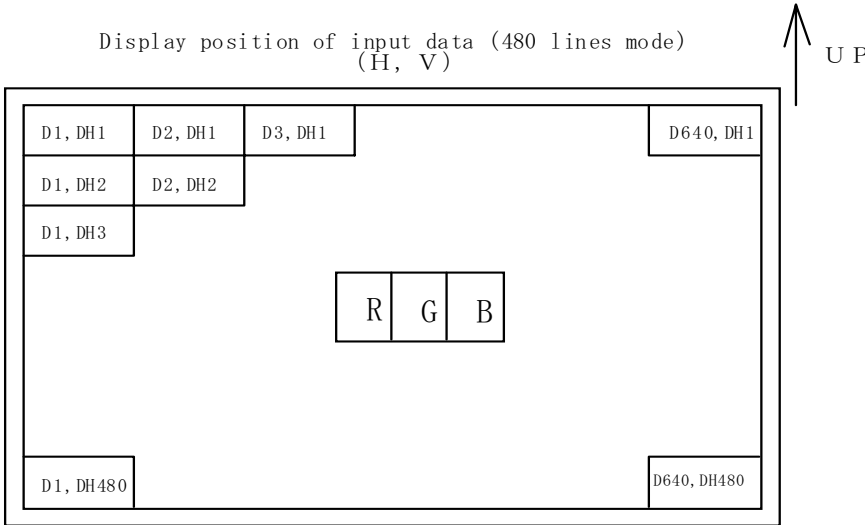 Display position of input data (480 lines mode)
(H, V)
UP
D1, DH1 D2, DH1 D3, DH1 D640, DH1
D1, DH2 D2, DH2
D1, DH3
R G B
D1, DH480 D640, DH480